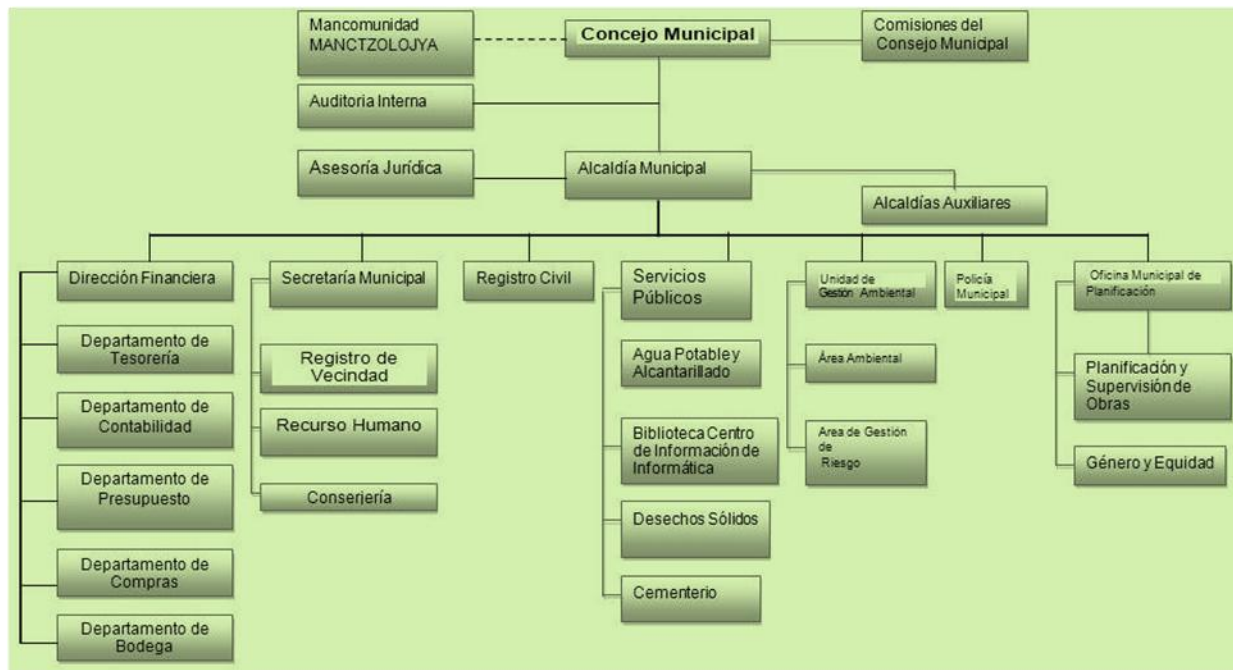 Mancomunidad
MANCTZOLOJYA
Concejo Municipal
Comisiones del
Consejo Municipal
Auditoria Interna
Asesoría Jurídica
Alcaldía Municipal
Alcaldías Auxiliares
Dirección Financiera
Departamento de
Tesorería
Departamento de
Contabilidad
Departamento de
Presupuesto
Departamento de
Compras
Departamento de
Bodega
Secretaría Municipal
Registro de
Vecindad
Recurso Humano
Conserjería
Registro Civil
Servicios
Públicos
Agua Potable y
Alcantarillado
Biblioteca Centro
de Información de
Informática
Desechos Sólidos
Cementerio
Unidad de
Gestión Ambiental
Área Ambiental
Area de Gestión
de
Riesgo
Policía
Municipal
Oficina Municipal de
Planificación
Planificación y
Supervisión de
Obras
Género y Equidad